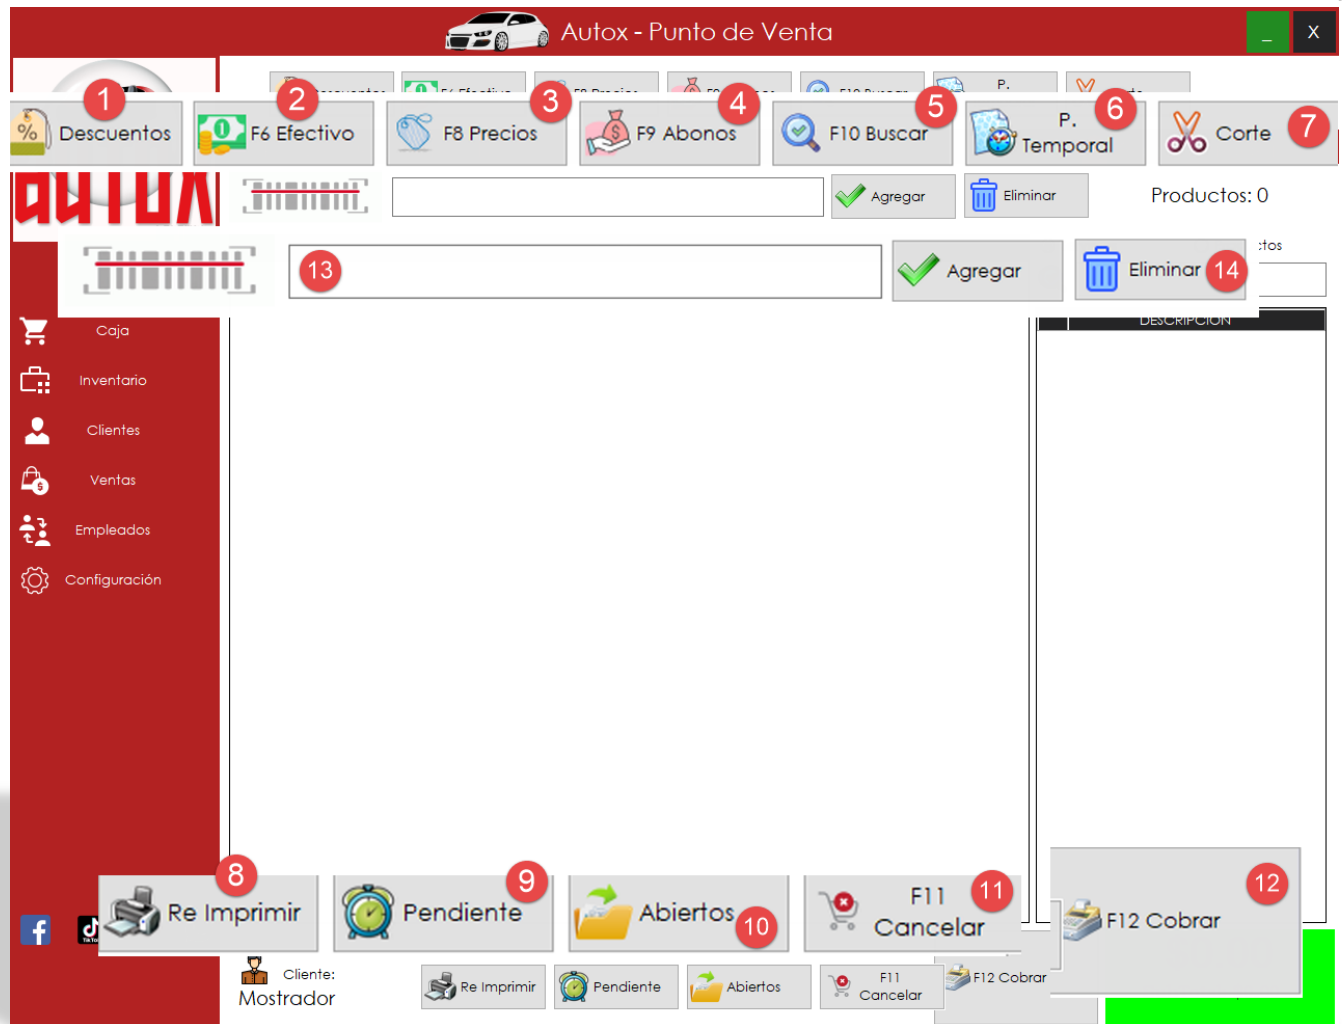 Autox - Punto de Venta
_ X
1 2 3 4 5 6 7
Descuentos
F6 Efectivo
F8 Precios
F9 Abonos
F10 Buscar
P.
Temporal
Corte
P.
autox
Agregar
Eliminar
Productos: 0
13
Agregar
Eliminar
14
DESCRIPCION
Caja
Inventario
Clientes
Ventas
Empleados
Configuración
8 9 10 11 12
Re Imprimir
Pendiente
Abiertos
F11
Cancelar
F12 Cobrar
Cliente:
Mostrador
Re Imprimir
Pendiente
Abiertos
F11
Cancelar
F12 Cobrar